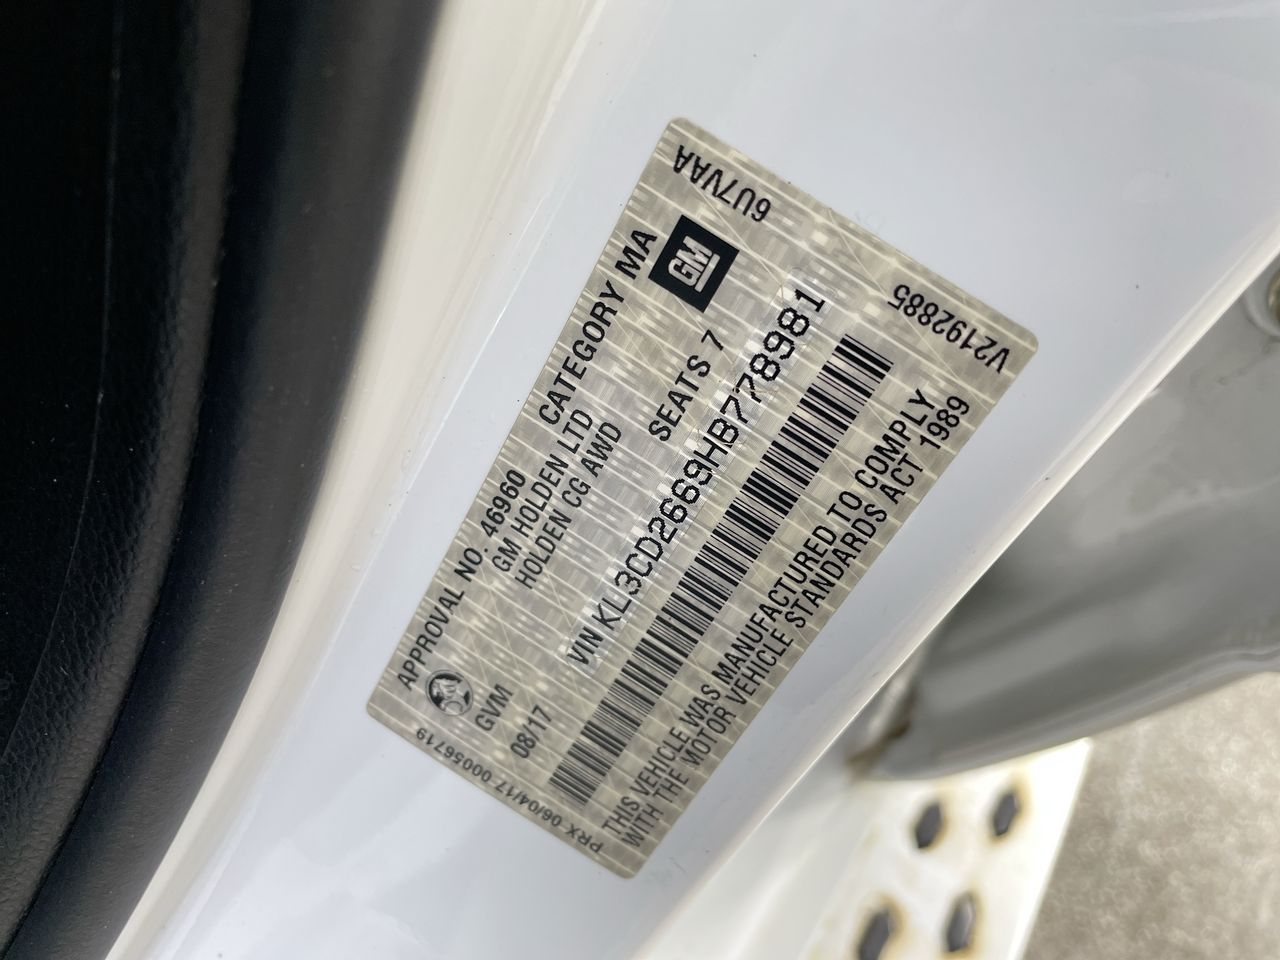 APPROVAL NO. 46960 CATEGORY MA
GM HOLDEN LTD
GVM HOLDEN CG AWD GM
08/17 SEATS 7
VIN KL3CD2669HB778981
THIS VEHICLE WAS MANUFACTURED TO COMPLY
WITH THE MOTOR VEHICLE STANDARDS ACT 1989
PRX 06/04/17 00056719
6U7VAA
V2192885